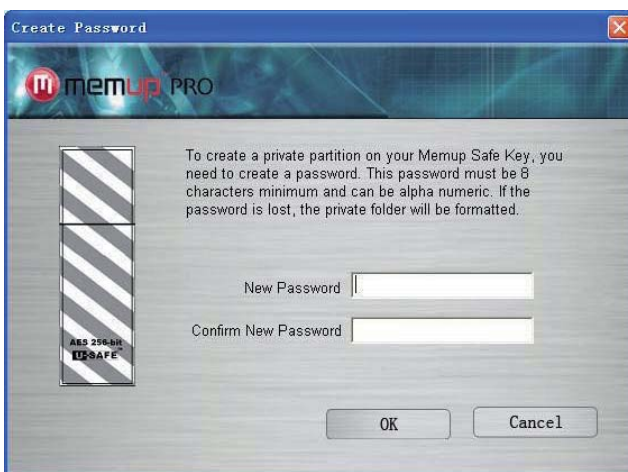 Create Password
memup PRO
To create a private partition on your Memup Safe Key, you
need to create a password. This password must be 8
characters minimum and can be alpha numeric. If the
password is lost, the private folder will be formatted.
New Password
Confirm New Password
AES 256-bit
U-SAFE™
OK Cancel